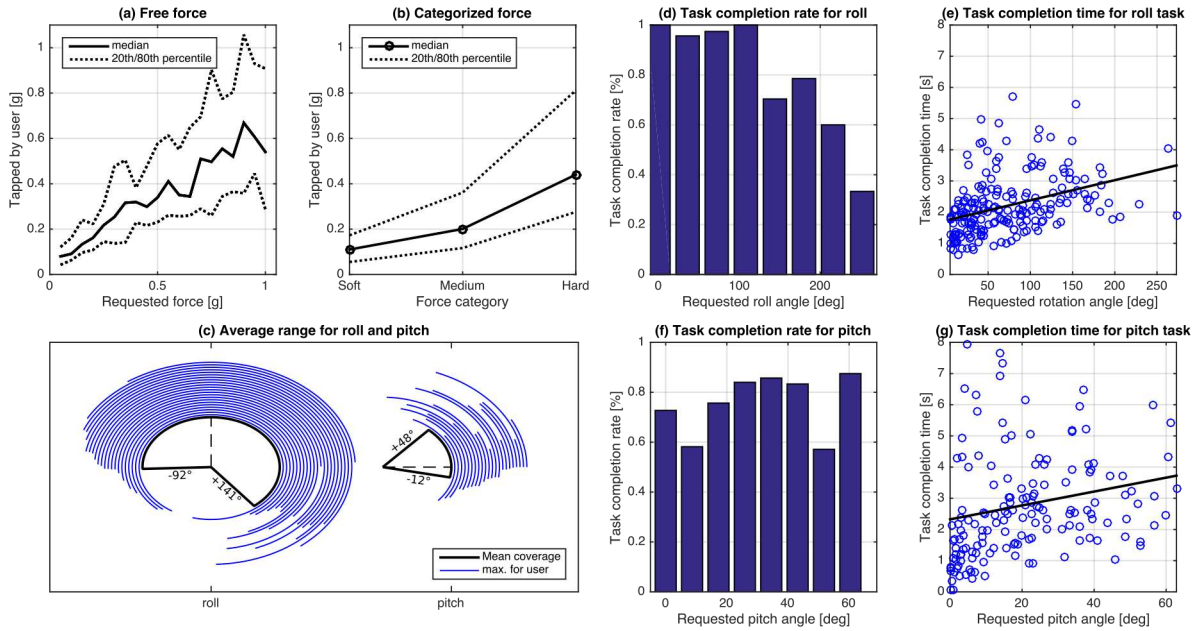 (a) Free force
median
20th/80th percentile
1
0.8
0.6
0.4
0.2
0
Tapped by user [g]
0
0.5
1
Requested force [g]
(b) Categorized force
median
20th/80th percentile
1
0.8
0.6
0.4
0.2
0
Tapped by user [g]
Soft
Medium
Hard
Force category
(c) Average range for roll and pitch
-92°
+141°
+48°
-12°
Mean coverage
max. for user
roll
pitch
(d) Task completion rate for roll
1
0.8
0.6
0.4
0.2
0
Task completion rate [%]
0
100
200
Requested roll angle [deg]
(e) Task completion time for roll task
8
7
6
5
4
3
2
1
0
Task completion time [s]
50
100
150
200
250
Requested rotation angle [deg]
(f) Task completion rate for pitch
1
0.8
0.6
0.4
0.2
0
Task completion rate [%]
0
20
40
60
Requested pitch angle [deg]
(g) Task completion time for pitch task
8
7
6
5
4
3
2
1
0
Task completion time [s]
0
20
40
60
Requested pitch angle [deg]